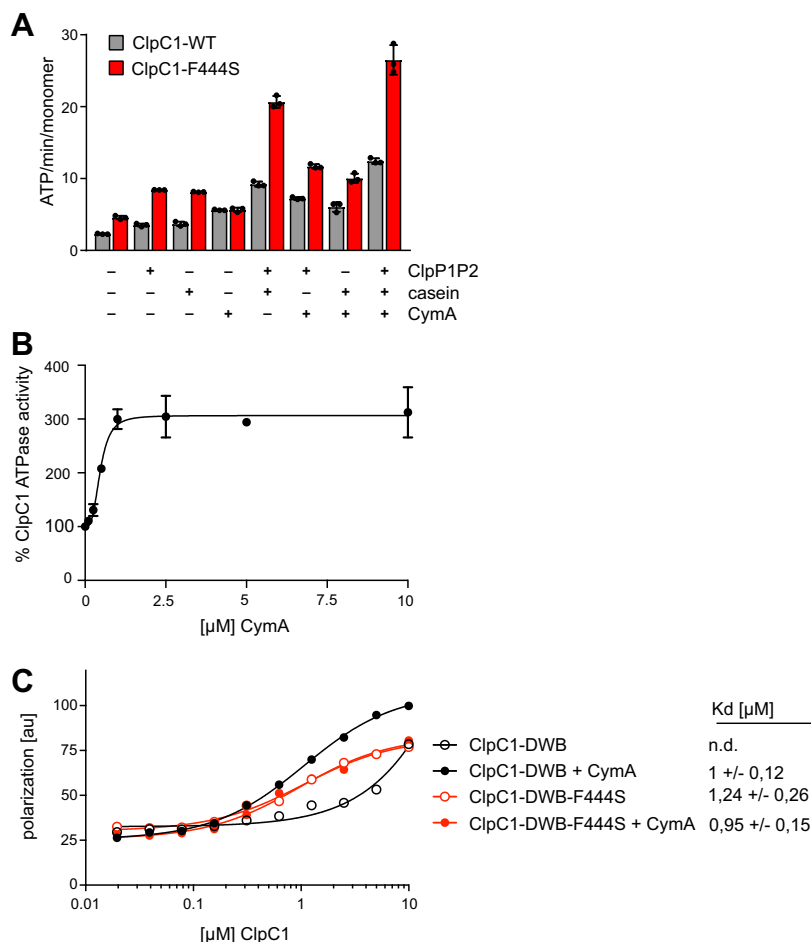 A
ClpC1-WT
ClpC1-F444S
ATP/min/monomer
30
20
10
0
– + – – + + – + ClpP1P2
– – + – + – + + casein
– – – + – + + + CymA
B
% ClpC1 ATPase activity
400
300
200
100
0
0 2.5 5 7.5 10
[µM] CymA
C
polarization [au]
100
75
50
25
0
0.01 0.1 1 10
[µM] ClpC1
Kd [µM]
ClpC1-DWB n.d.
ClpC1-DWB + CymA 1 +/- 0,12
ClpC1-DWB-F444S 1,24 +/- 0,26
ClpC1-DWB-F444S + CymA 0,95 +/- 0,15